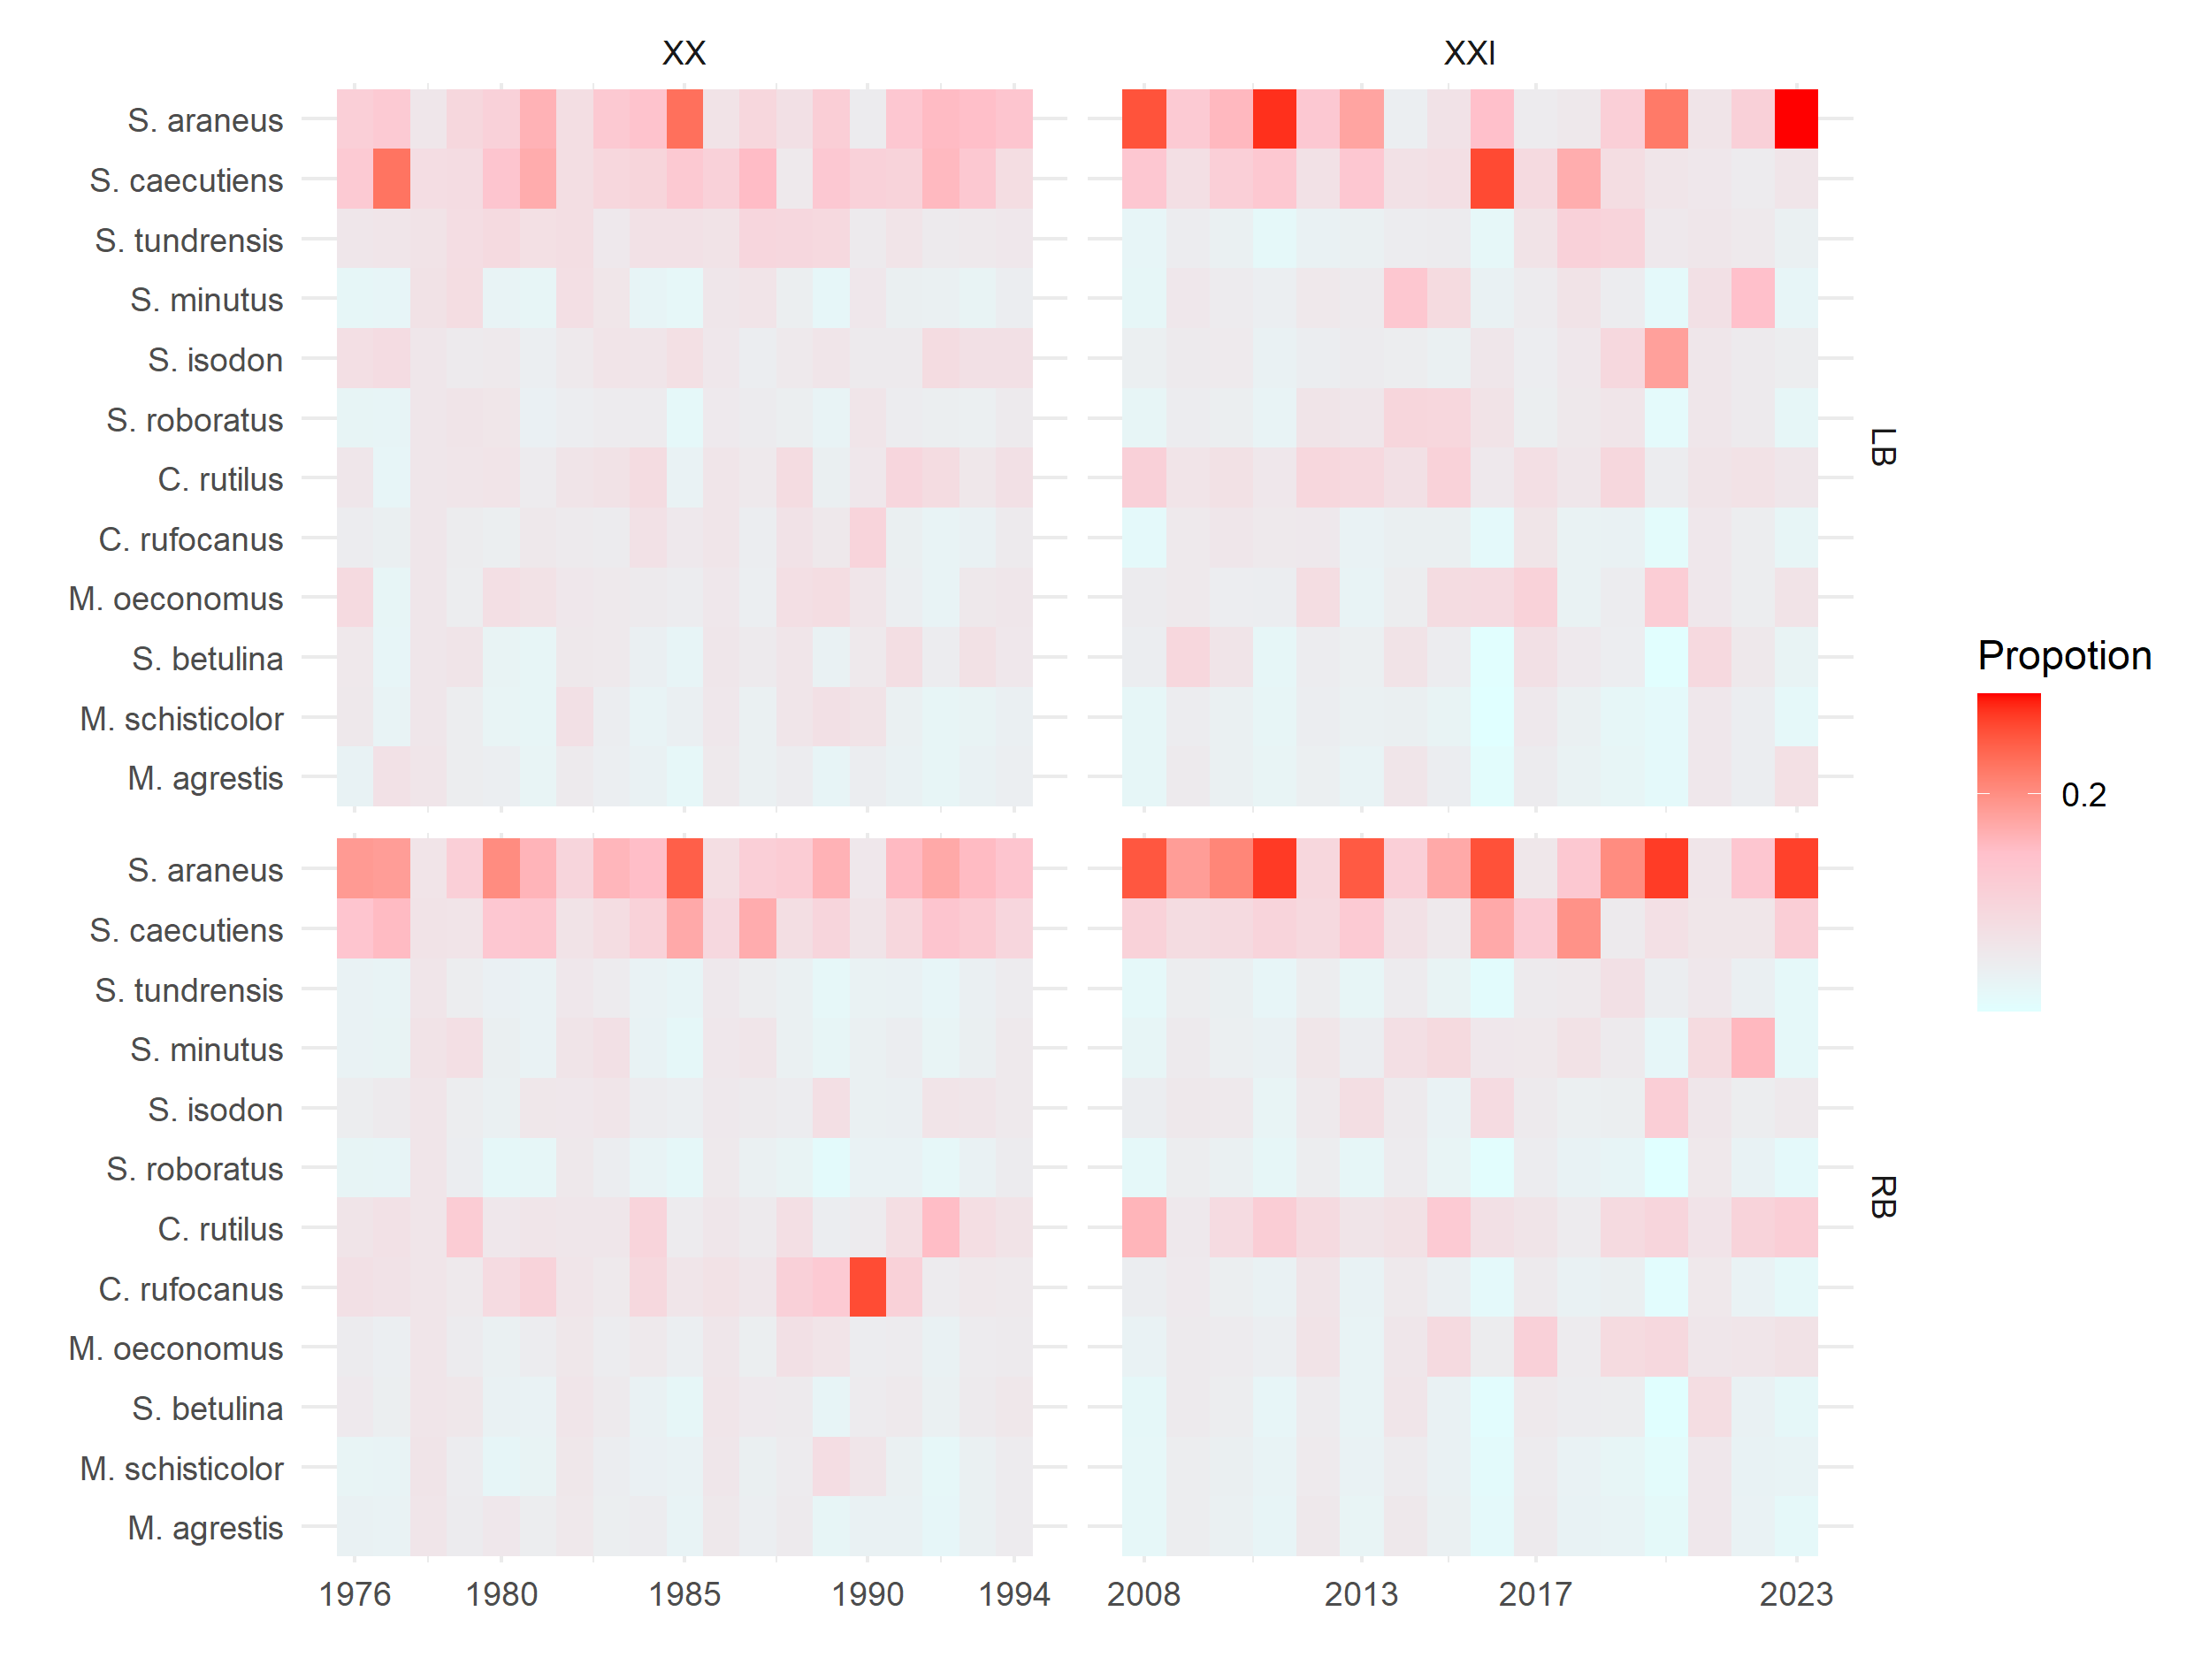 XX XXI
S. araneus
S. caecutiens
S. tundrensis
S. minutus
S. isodon
S. roboratus
C. rutilus
C. rufocanus
M. oeconomus
S. betulina
M. schisticolor
M. agrestis
LB
S. araneus
S. caecutiens
S. tundrensis
S. minutus
S. isodon
S. roboratus
C. rutilus
C. rufocanus
M. oeconomus
S. betulina
M. schisticolor
M. agrestis
RB
1976 1980 1985 1990 1994 2008 2013 2017 2023
Propotion
0.2